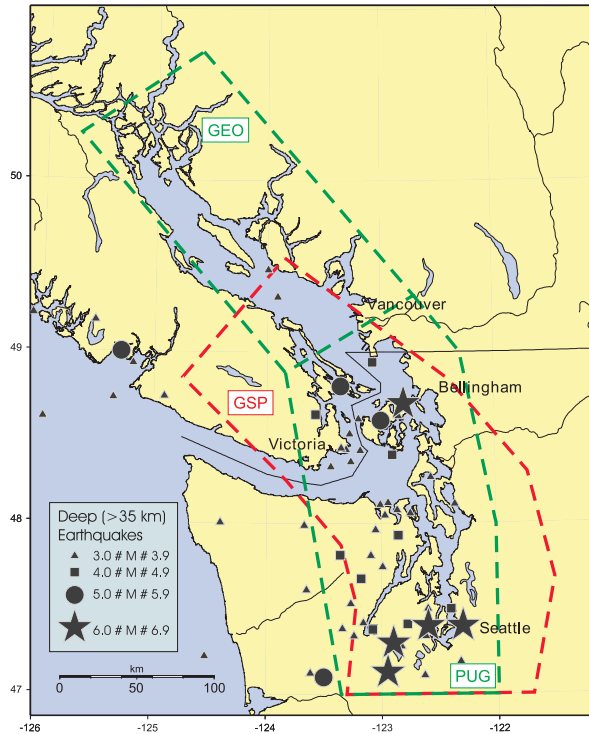 GEO
50
Vancouver
49
Bellingham
GSP
Victoria
48
Deep (>35 km)
Earthquakes
3.0 # M # 3.9
4.0 # M # 4.9
5.0 # M # 5.9
6.0 # M # 6.9
km
0 50 100
Seattle
PUG
47
-126 -125 -124 -123 -122